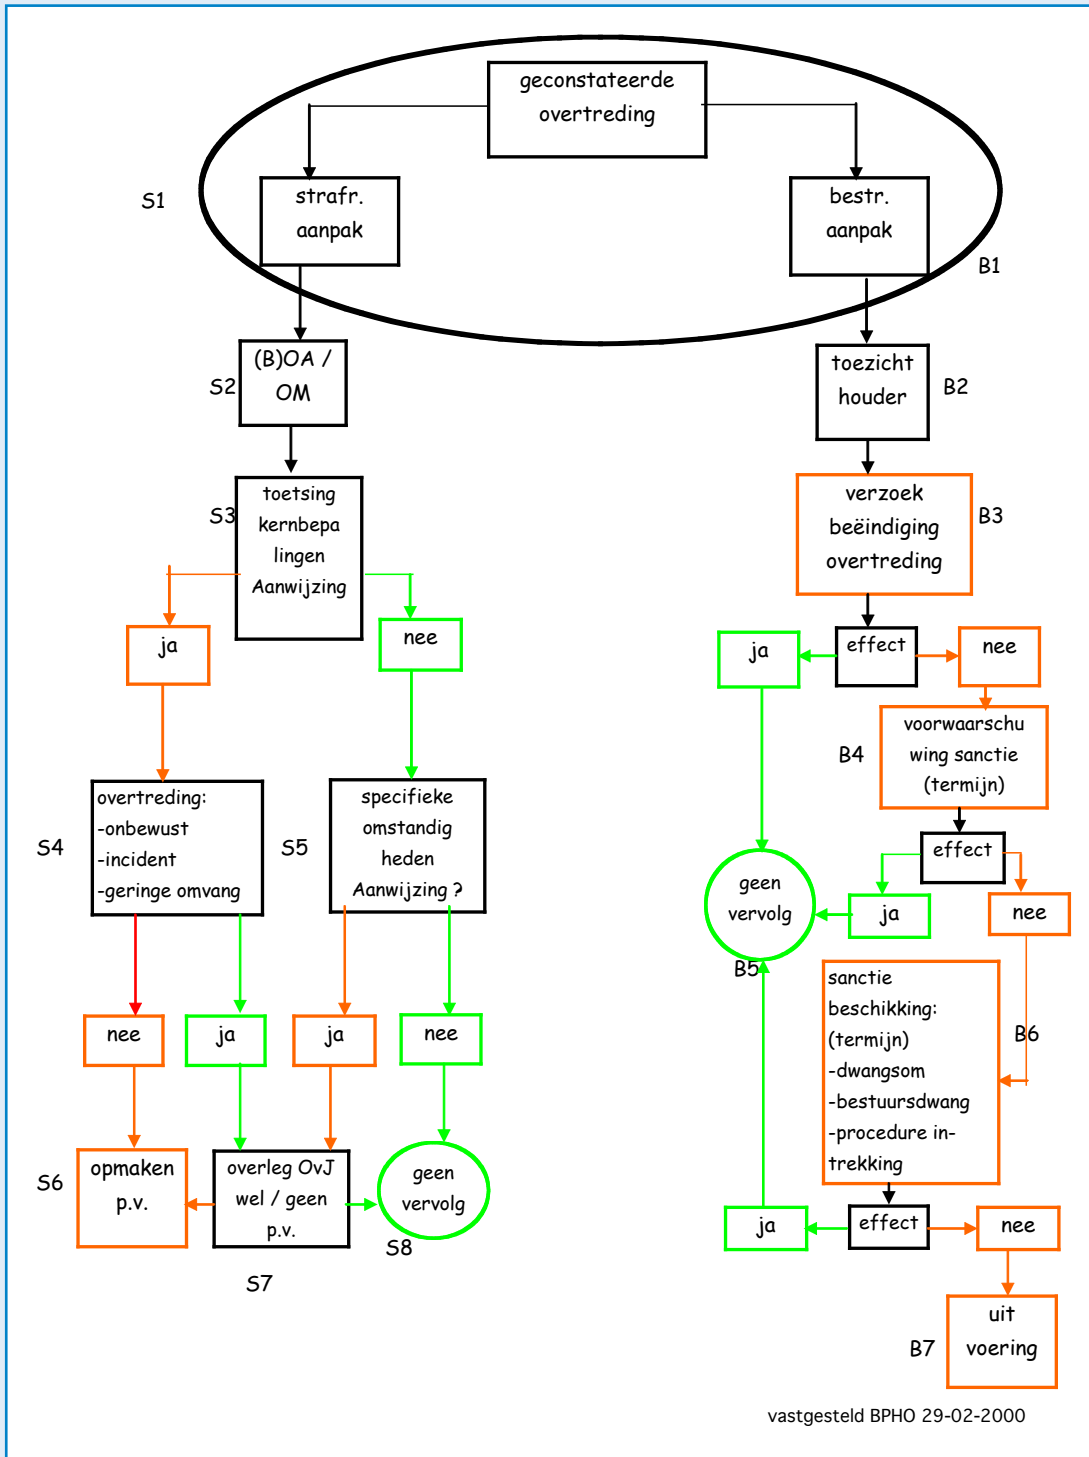 geconstateerde
overtreding
S1
strafr.
aanpak
bestr.
aanpak
B1
S2
(B)OA /
OM
toezicht
houder
B2
S3
toetsing
kernbepa
lingen
Aanwijzing
verzoek
beëindiging
overtreding
B3
ja
nee
ja
effect
nee
B4
voorwaarschu
wing sanctie
(termijn)
S4
overtreding:
-onbewust
-incident
-geringe omvang
S5
specifieke
omstandig
heden
Aanwijzing ?
effect
geen
vervolg
B5
ja
nee
sanctie
beschikking:
(termijn)
-dwangsom
-bestuursdwang
-procedure in-
trekking
B6
nee
ja
ja
nee
S6
opmaken
p.v.
overleg OvJ
wel / geen
p.v.
S7
geen
vervolg
S8
ja
effect
nee
B7
uit
voering
vastgesteld BPHO 29-02-2000